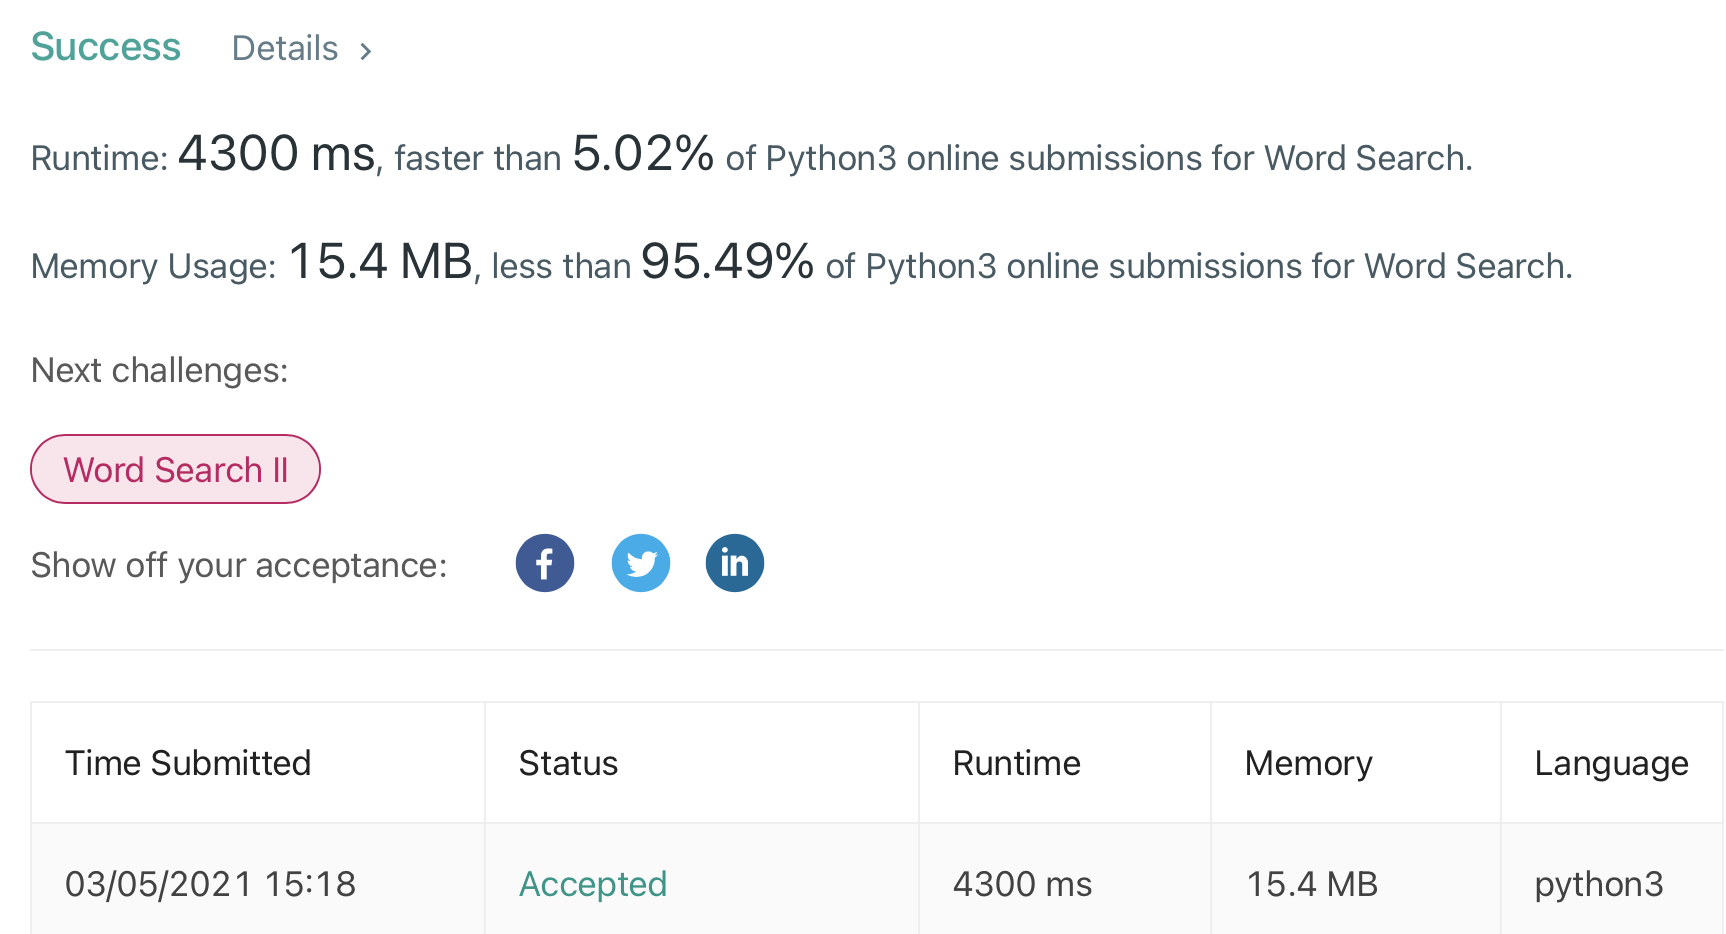 Success Details >
Runtime: 4300 ms, faster than 5.02% of Python3 online submissions for Word Search.
Memory Usage: 15.4 MB, less than 95.49% of Python3 online submissions for Word Search.
Next challenges:
Word Search II
Show off your acceptance: f in
Time Submitted Status Runtime Memory Language
03/05/2021 15:18 Accepted 4300 ms 15.4 MB python3